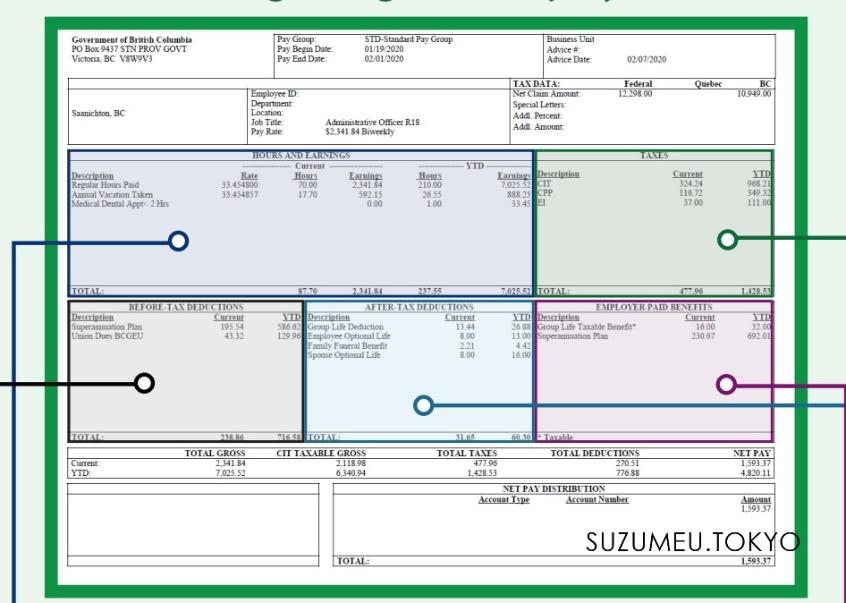 Government of British Columbia
PO Box 9437 STN PROV GOVT
Victoria, BC V8W9V3
Pay Group: STD-Standard Pay Group
Pay Begin Date: 01/19/2020
Pay End Date: 02/01/2020
Business Unit
Advice #:
Advice Date: 02/07/2020
Saanichton, BC
Employee ID:
Department:
Location:
Job Title: Administrative Officer R18
Pay Rate: $2,341.84 Biweekly
TAX DATA: Federal Quebec BC
Net Claim Amount: 12,298.00 10,949.00
Special Letters:
Addl. Percent:
Addl. Amount:
HOURS AND EARNINGS
Current YTD
Description Rate Hours Earnings Hours Earnings
Regular Hours Paid 33.454800 70.00 2,341.84 210.00 7,025.52
Annual Vacation Taken 33.454857 17.70 592.15 26.55 888.23
Medical Dental Appt< 2 Hrs 0.00 1.00 33.45
TOTAL: 87.70 2,341.84 237.55 7,025.52
TAXES
Description Current YTD
CIT 324.24 968.21
CPP 116.72 349.32
EI 37.00 111.00
TOTAL: 477.96 1,428.53
BEFORE-TAX DEDUCTIONS
Description Current YTD
Superannuation Plan 195.54 586.62
Union Dues BCGEU 43.32 129.96
TOTAL: 238.86 716.58
AFTER-TAX DEDUCTIONS
Description Current YTD
Group Life Deduction 13.44 26.88
Employee Optional Life 8.00 13.00
Family Funeral Benefit 2.21 4.42
Spouse Optional Life 8.00 16.00
TOTAL: 31.65 60.30
EMPLOYER PAID BENEFITS
Description Current YTD
Group Life Taxable Benefit* 16.00 32.00
Superannuation Plan 230.67 692.01
* Taxable
TOTAL GROSS CIT TAXABLE GROSS TOTAL TAXES TOTAL DEDUCTIONS NET PAY
Current: 2,341.84 2,118.98 477.96 270.51 1,593.37
YTD: 7,025.52 6,340.94 1,428.53 776.88 4,820.11
NET PAY DISTRIBUTION
Account Type Account Number Amount
1,593.37
SUZUMEU.TOKYO
TOTAL: 1,593.37